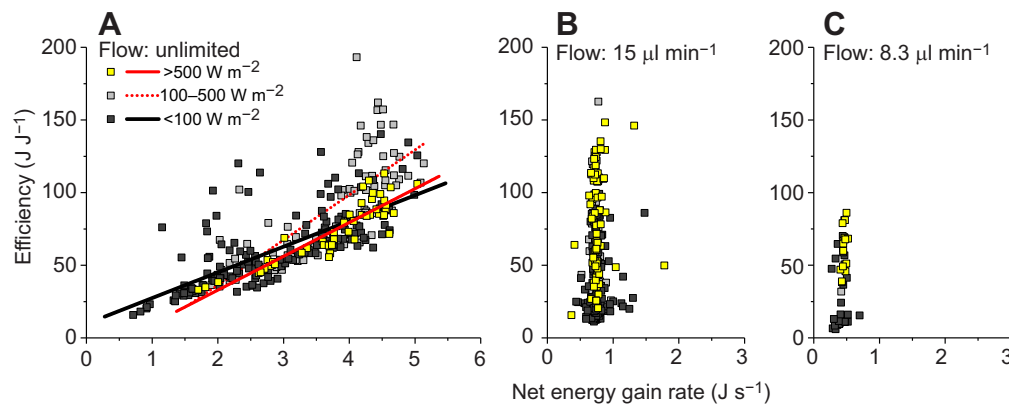 A
B
C
Flow: unlimited
>500 W m⁻²
100–500 W m⁻²
<100 W m⁻²
Flow: 15 µl min⁻¹
Flow: 8.3 µl min⁻¹
Efficiency (J J⁻¹)
200
150
100
50
0
0 1 2 3 4 5 6
200
150
100
50
0
0 1 2 3
200
150
100
50
0
0 1 2 3
Net energy gain rate (J s⁻¹)